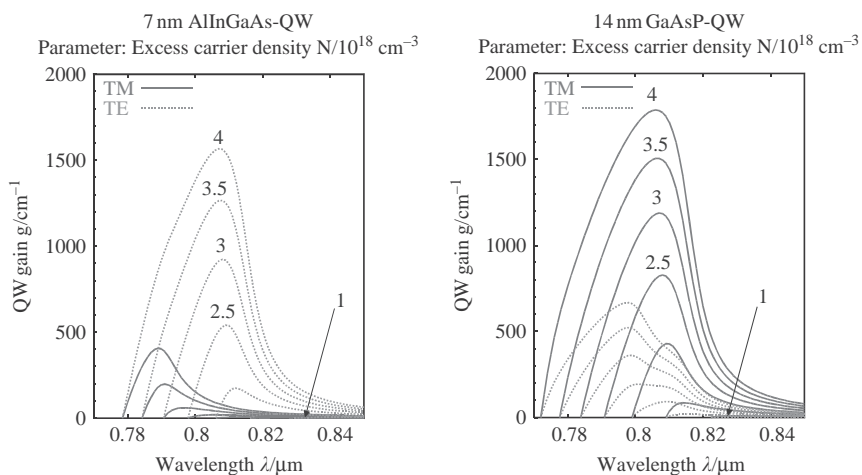 7 nm AlInGaAs-QW
Parameter: Excess carrier density N/10¹⁸ cm⁻³
2000
1500
1000
500
0
QW gain g/cm⁻¹
TM
TE
4
3.5
3
2.5
1
0.78
0.8
0.82
0.84
Wavelength λ/µm
14 nm GaAsP-QW
Parameter: Excess carrier density N/10¹⁸ cm⁻³
2000
1500
1000
500
0
QW gain g/cm⁻¹
TM
TE
4
3.5
3
2.5
1
0.78
0.8
0.82
0.84
Wavelength λ/µm